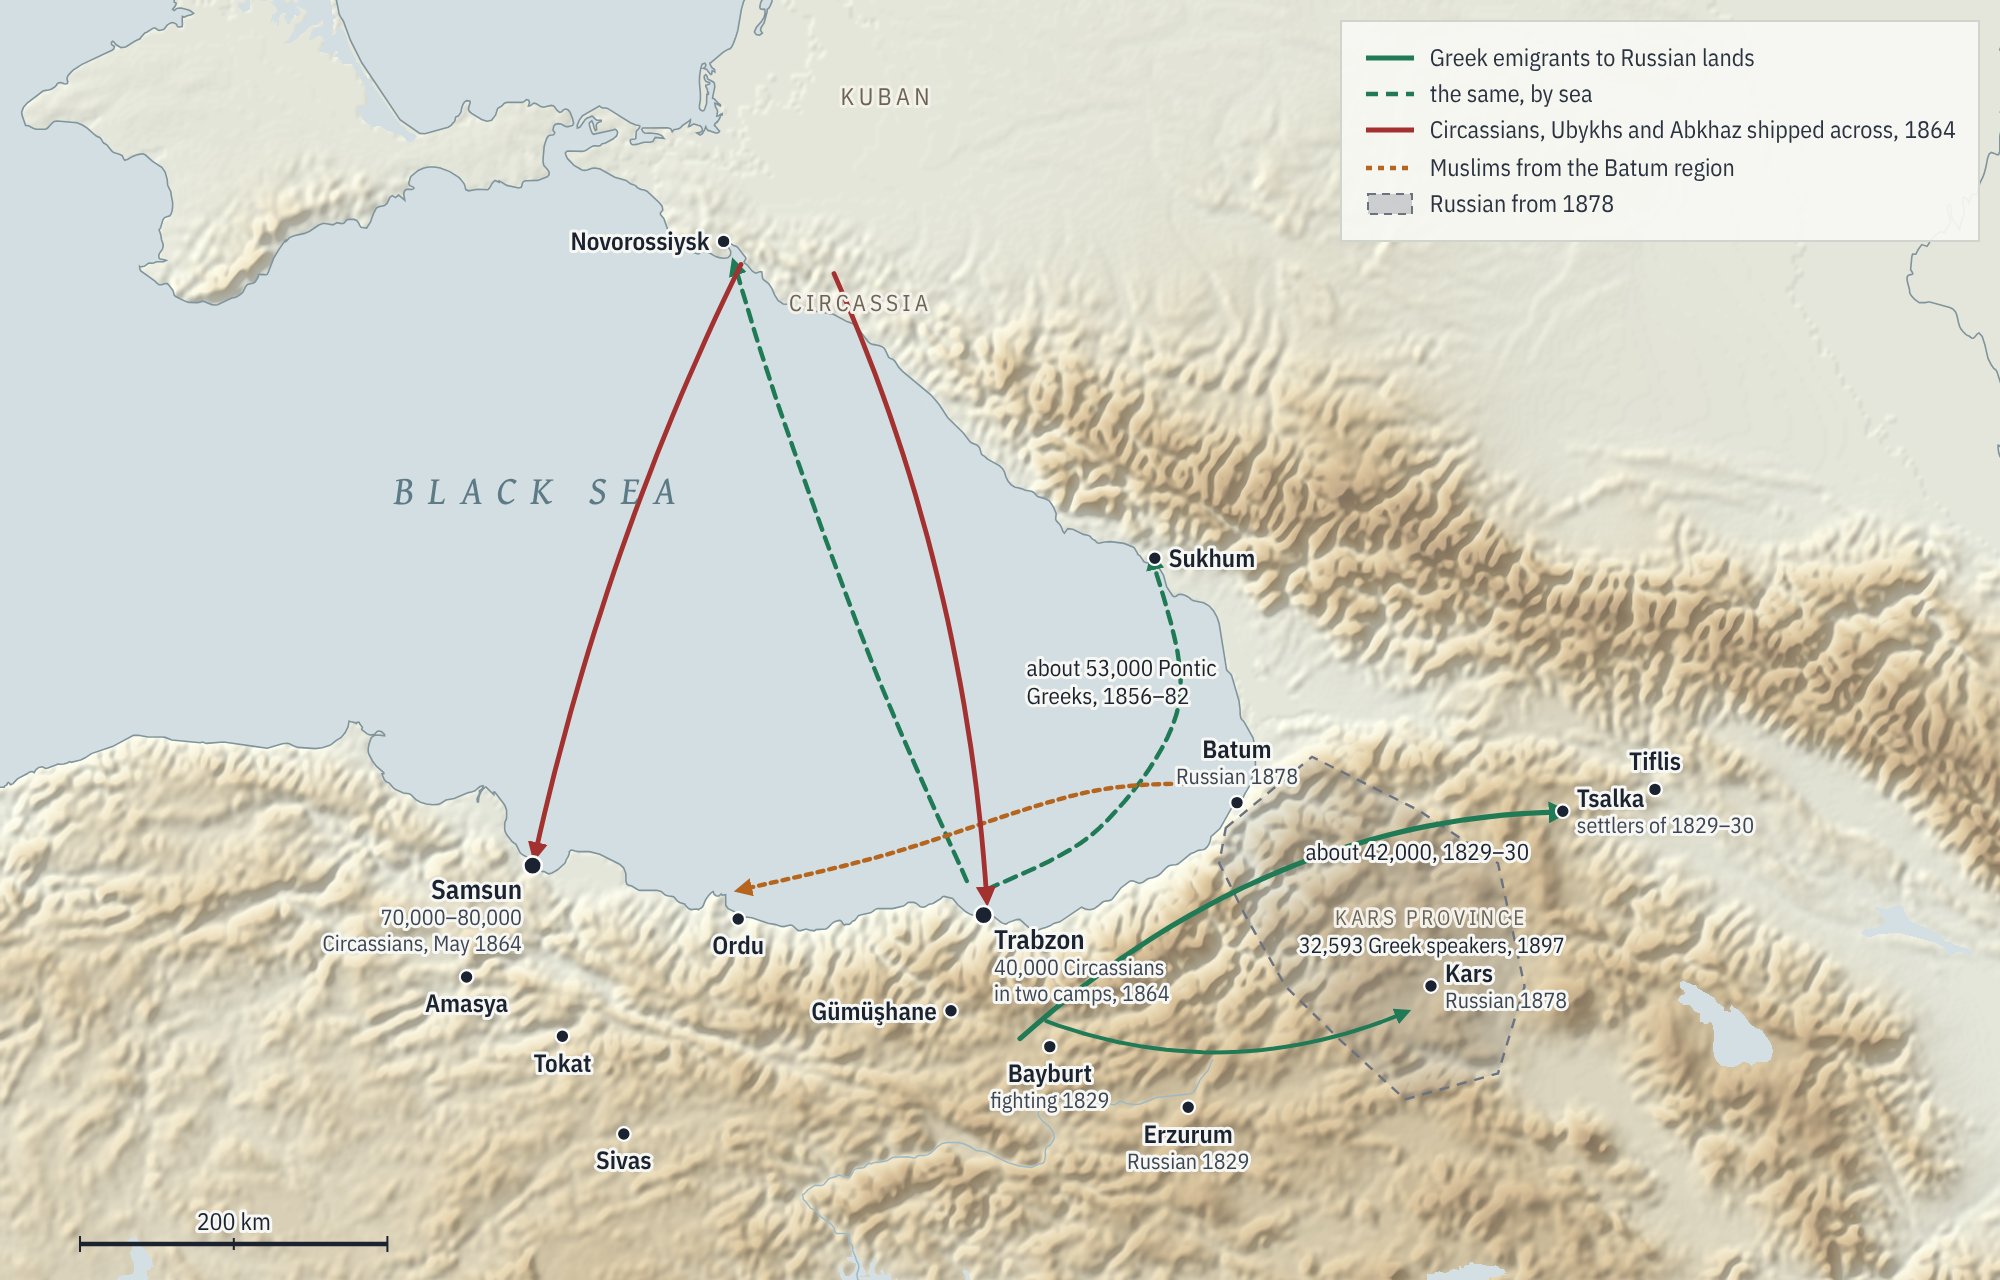 Greek emigrants to Russian lands
the same, by sea
Circassians, Ubykhs and Abkhaz shipped across, 1864
Muslims from the Batum region
Russian from 1878
KUBAN
Novorossiysk
CIRCASSIA
BLACK SEA
Sukhum
about 53,000 Pontic
Greeks, 1856–82
Batum
Russian 1878
Tiflis
Tsalka
settlers of 1829–30
about 42,000, 1829–30
Samsun
70,000–80,000
Circassians, May 1864
Ordu
Trabzon
40,000 Circassians
in two camps, 1864
KARS PROVINCE
32,593 Greek speakers, 1897
Kars
Russian 1878
Amasya
Gümüşhane
Tokat
Bayburt
fighting 1829
Erzurum
Russian 1829
Sivas
200 km